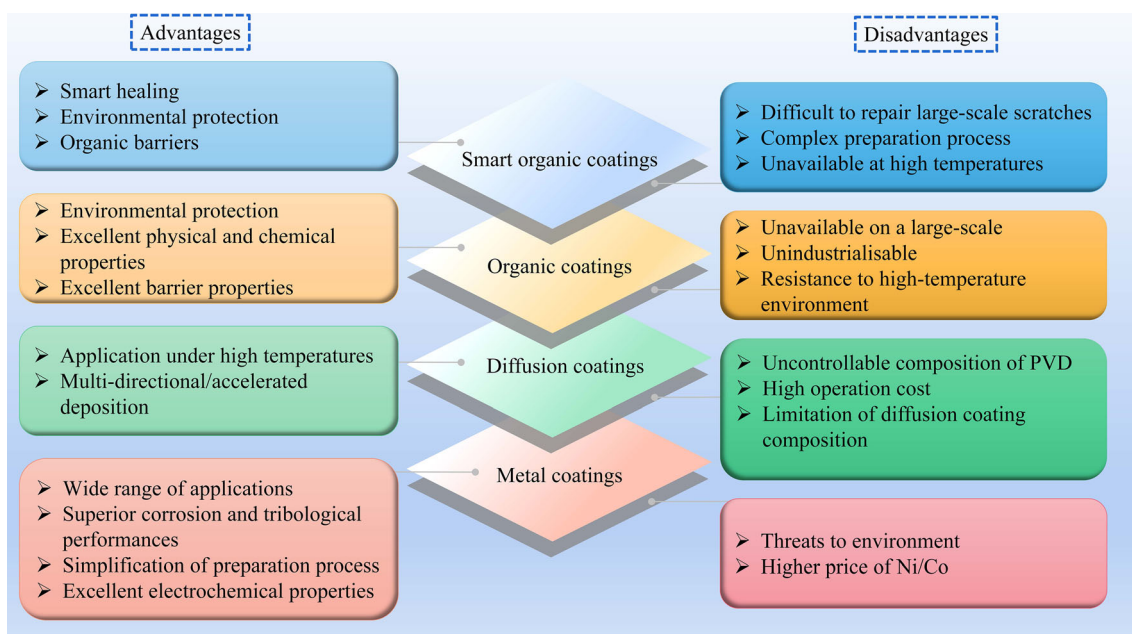 Advantages
Disadvantages
➢ Smart healing
➢ Environmental protection
➢ Organic barriers
Smart organic coatings
➢ Difficult to repair large-scale scratches
➢ Complex preparation process
➢ Unavailable at high temperatures
➢ Environmental protection
➢ Excellent physical and chemical
properties
➢ Excellent barrier properties
Organic coatings
➢ Unavailable on a large-scale
➢ Unindustrialisable
➢ Resistance to high-temperature
environment
➢ Application under high temperatures
➢ Multi-directional/accelerated
deposition
Diffusion coatings
➢ Uncontrollable composition of PVD
➢ High operation cost
➢ Limitation of diffusion coating
composition
➢ Wide range of applications
➢ Superior corrosion and tribological
performances
➢ Simplification of preparation process
➢ Excellent electrochemical properties
Metal coatings
➢ Threats to environment
➢ Higher price of Ni/Co